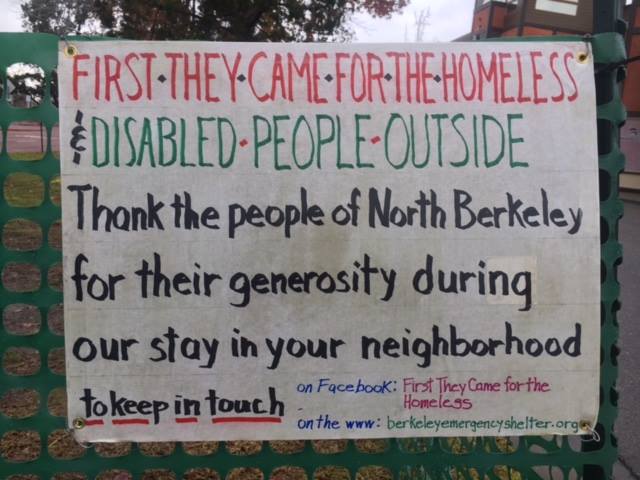 FIRST•THEY•CAME•FOR•THE•HOMELESS
& DISABLED•PEOPLE•OUTSIDE
Thank the people of North Berkeley
for their generosity during
our stay in your neighborhood
to keep in touch
on Facebook: First They Came for the
Homeless
on the www: berkeleyemergencyshelter.org